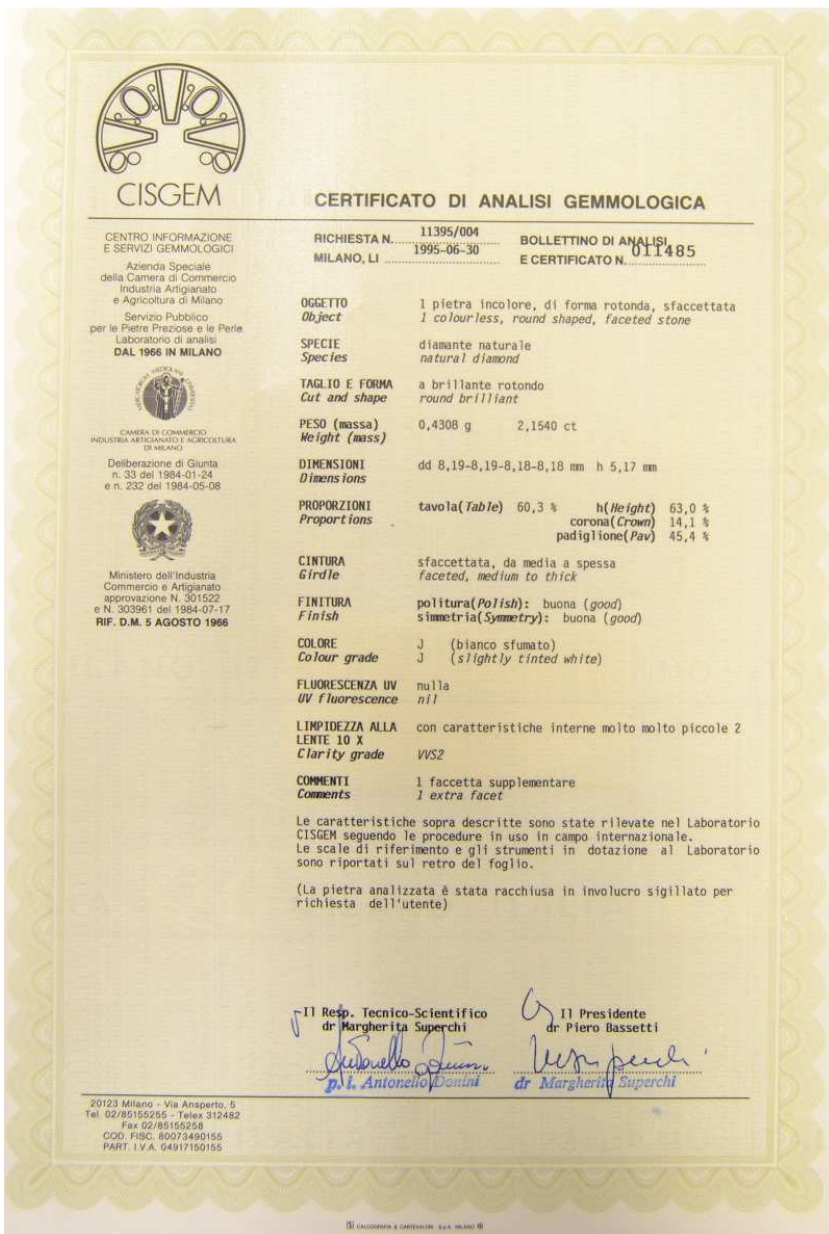 CISGEM
CERTIFICATO DI ANALISI GEMMOLOGICA
CENTRO INFORMAZIONE
E SERVIZI GEMMOLOGICI
Azienda Speciale
della Camera di Commercio
Industria Artigianato
e Agricoltura di Milano
Servizio Pubblico
per le Pietre Preziose e le Perle
Laboratorio di analisi
DAL 1966 IN MILANO
CAMERA DI COMMERCIO
INDUSTRIA ARTIGIANATO E AGRICOLTURA
DI MILANO
Deliberazione di Giunta
n. 33 del 1984-01-24
e n. 232 del 1984-05-08
Ministero dell'Industria
Commercio e Artigianato
approvazione N. 301522
e N. 303961 del 1984-07-17
RIF. D.M. 5 AGOSTO 1966
RICHIESTA N. 11395/004
MILANO, LI 1995-06-30
BOLLETTINO DI ANALISI
E CERTIFICATO N. 011485
OGGETTO 1 pietra incolore, di forma rotonda, sfaccettata
Object 1 colourless, round shaped, faceted stone
SPECIE diamante naturale
Species natural diamond
TAGLIO E FORMA a brillante rotondo
Cut and shape round brilliant
PESO (massa) 0,4308 g 2,1540 ct
Weight (mass)
DIMENSIONI dd 8,19-8,19-8,18-8,18 mm h 5,17 mm
Dimensions
PROPORZIONI tavola(Table) 60,3 % h(Height) 63,0 %
Proportions corona(Crown) 14,1 %
padiglione(Pav) 45,4 %
CINTURA sfaccettata, da media a spessa
Girdle faceted, medium to thick
FINITURA politura(Polish): buona (good)
Finish simmetria(Symmetry): buona (good)
COLORE J (bianco sfumato)
Colour grade J (slightly tinted white)
FLUORESCENZA UV nulla
UV fluorescence nil
LIMPIDEZZA ALLA con caratteristiche interne molto molto piccole 2
LENTE 10 X
Clarity grade VVS2
COMMENTI 1 faccetta supplementare
Comments 1 extra facet
Le caratteristiche sopra descritte sono state rilevate nel Laboratorio
CISGEM seguendo le procedure in uso in campo internazionale.
Le scale di riferimento e gli strumenti in dotazione al Laboratorio
sono riportati sul retro del foglio.
(La pietra analizzata è stata racchiusa in involucro sigillato per
richiesta dell'utente)
Il Resp. Tecnico-Scientifico
dr Margherita Superchi
p.i. Antonello Donini
Il Presidente
dr Piero Bassetti
dr Margherita Superchi
20123 Milano - Via Ansperto, 5
Tel. 02/85155255 - Telex 312482
Fax 02/85155258
COD. FISC. 80073490155
PART. I.V.A. 04917150155